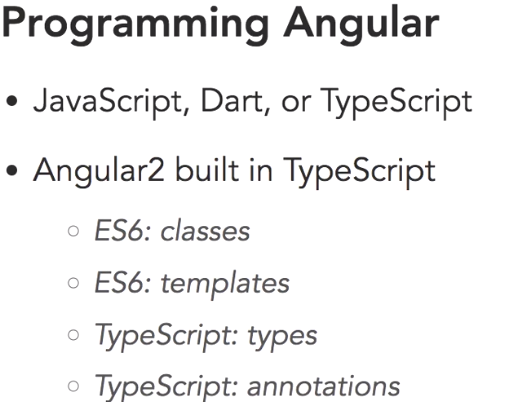 Programming Angular
• JavaScript, Dart, or TypeScript
• Angular2 built in TypeScript
○ ES6: classes
○ ES6: templates
○ TypeScript: types
○ TypeScript: annotations